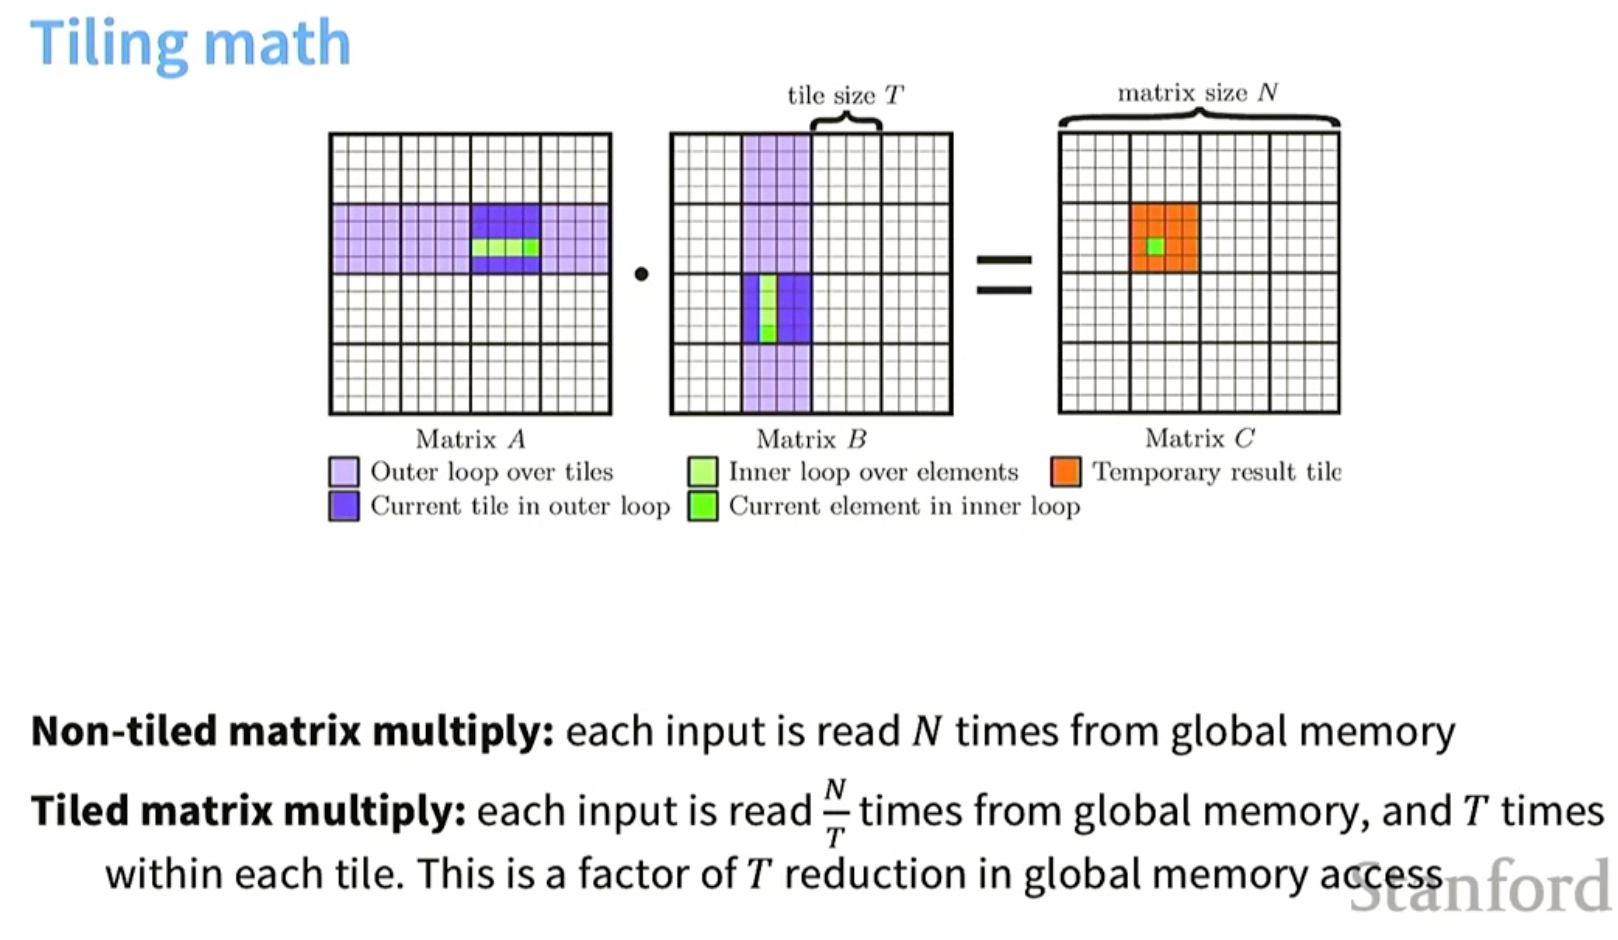 Tiling math
tile size T
matrix size N
Matrix A
Matrix B
Matrix C
Outer loop over tiles
Inner loop over elements
Temporary result tile
Current tile in outer loop
Current element in inner loop
Non-tiled matrix multiply: each input is read N times from global memory
Tiled matrix multiply: each input is read N/T times from global memory, and T times
within each tile. This is a factor of T reduction in global memory access
Stanford